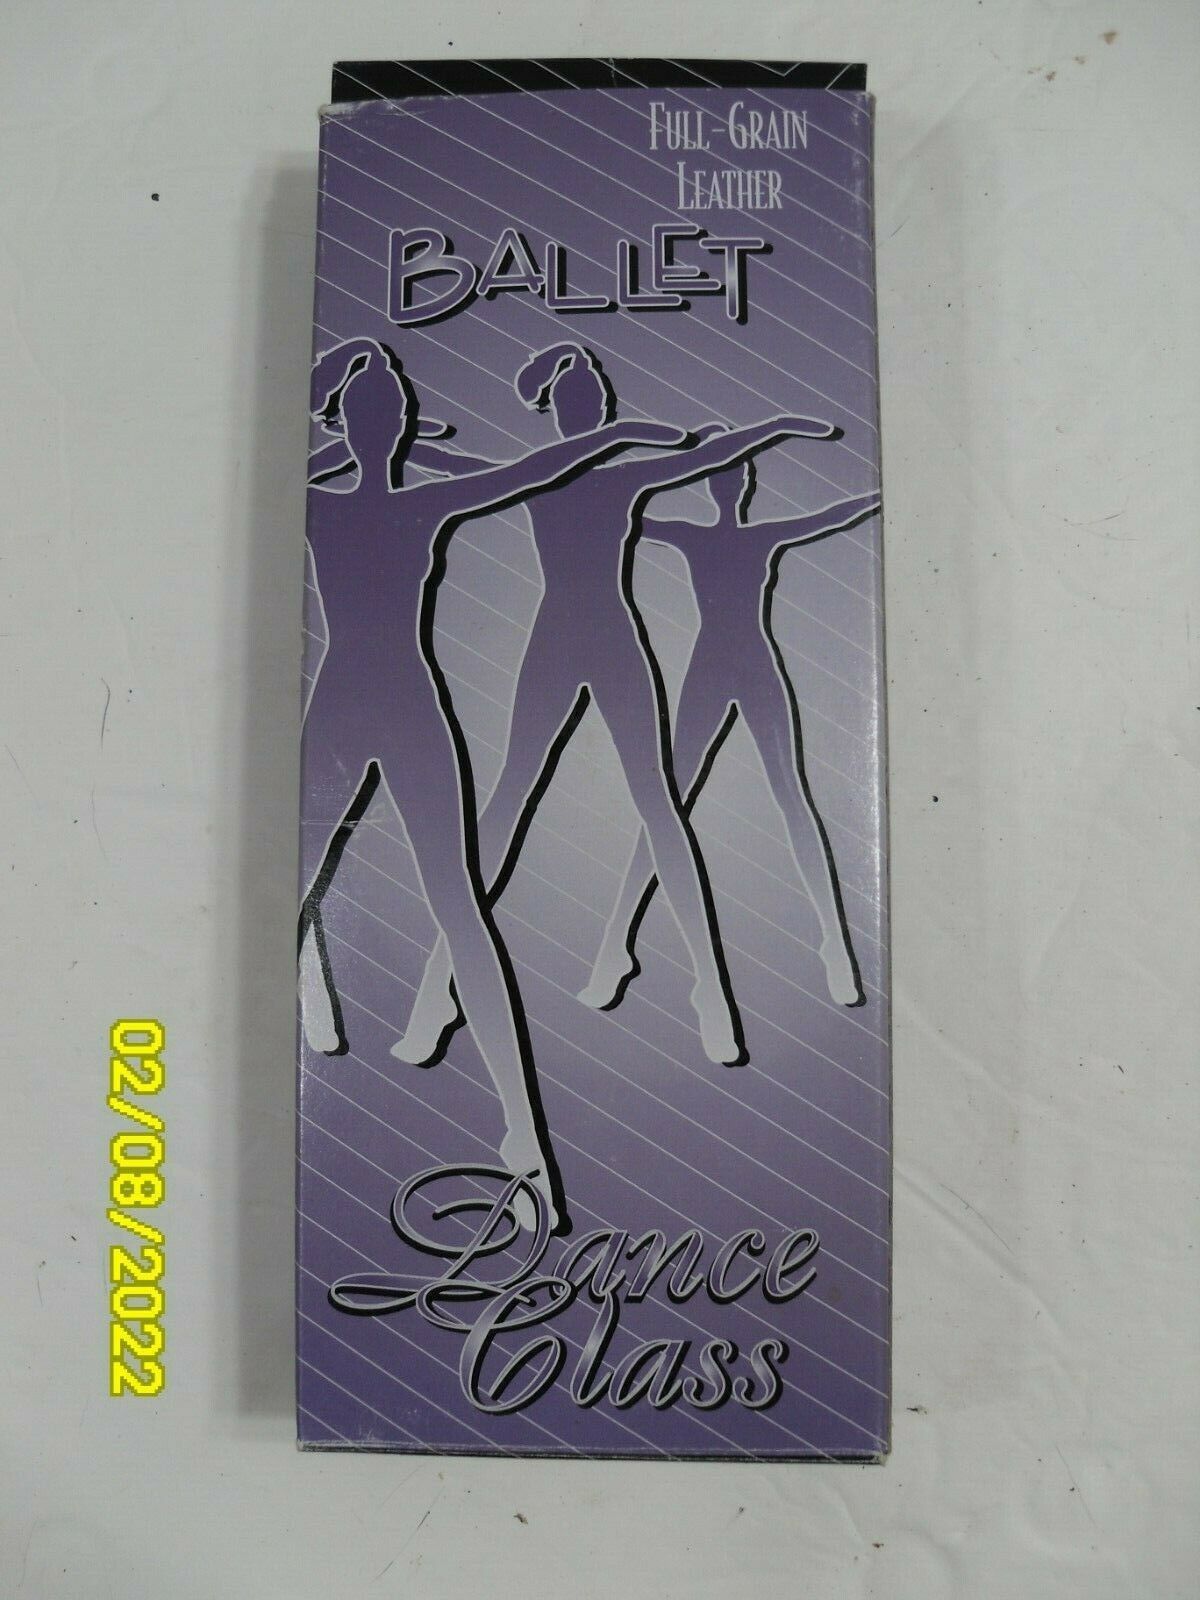 FULL-GRAIN
LEATHER
BALLET
Dance
Class
02/08/2022